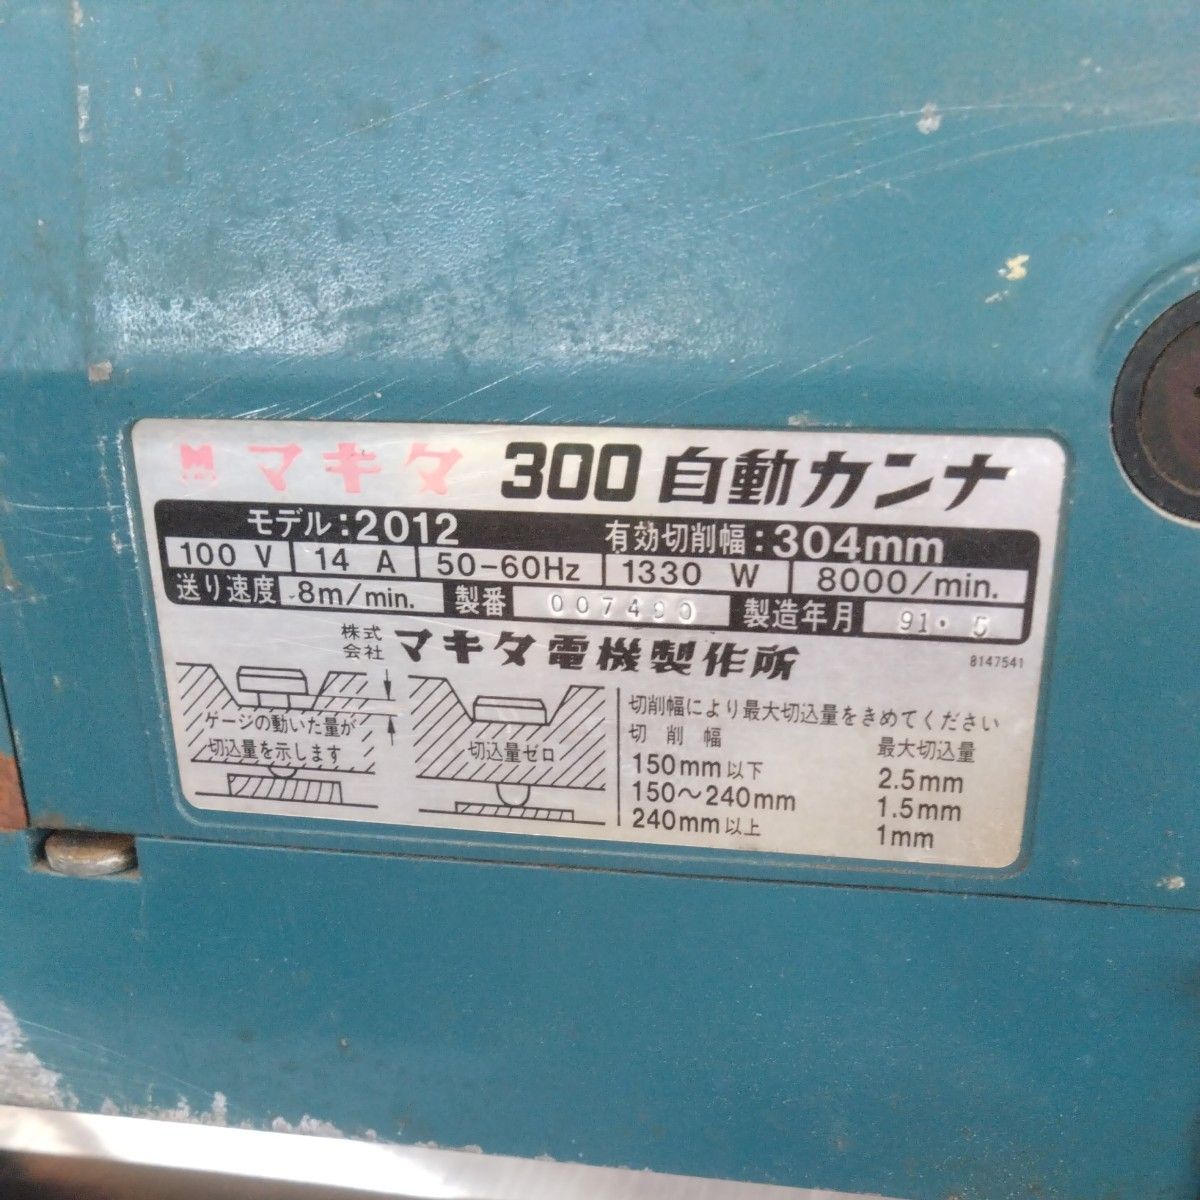 マキタ 300 自動カンナ
モデル:2012 有効切削幅:304mm
100 V 14 A 50-60Hz 1330 W 8000/min.
送り速度 8m/min. 製番 007490 製造年月 91・5
株式会社 マキタ電機製作所
8147541
ゲージの動いた量が
切込量を示します
切込量ゼロ
切削幅により最大切込量をきめてください
切削幅 最大切込量
150mm以下 2.5mm
150〜240mm 1.5mm
240mm以上 1mm